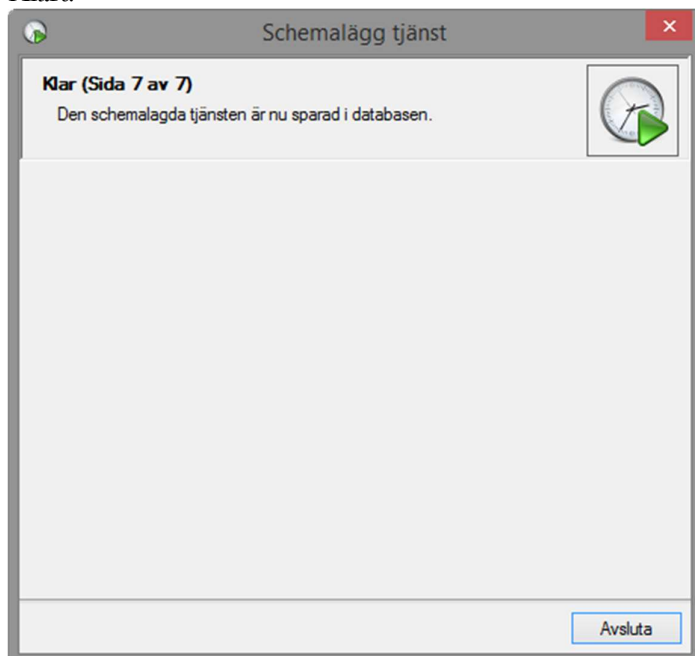 Schemalägg tjänst
Klar (Sida 7 av 7)
Den schemalagda tjänsten är nu sparad i databasen.
Avsluta